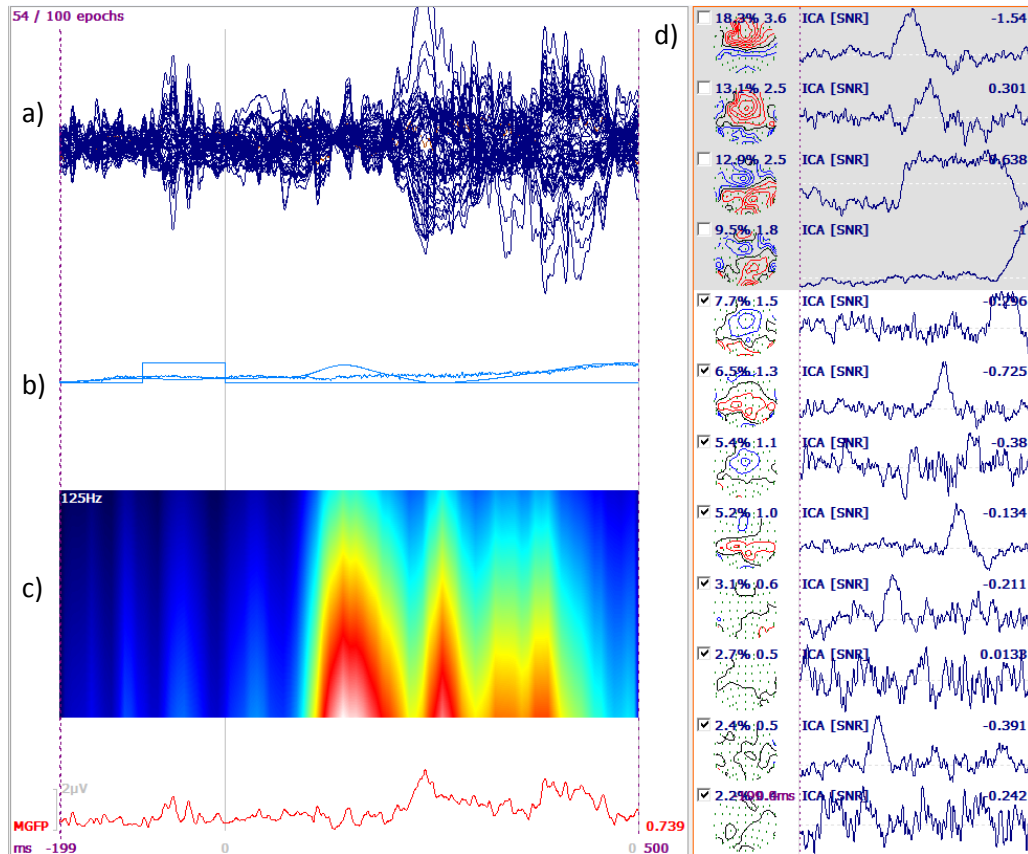 54 / 100 epochs
a)
b)
125Hz
c)
2µV
MGFP 0.739
ms -199 0 0 500
d)
18.3% 3.6 ICA [SNR] -1.54
13.1% 2.5 ICA [SNR] 0.301
12.9% 2.5 ICA [SNR] -0.638
9.5% 1.8 ICA [SNR] -1
7.7% 1.5 ICA [SNR] -0.296
6.5% 1.3 ICA [SNR] -0.725
5.4% 1.1 ICA [SNR] -0.38
5.2% 1.0 ICA [SNR] -0.134
3.1% 0.6 ICA [SNR] -0.211
2.7% 0.5 ICA [SNR] 0.0133
2.4% 0.5 ICA [SNR] -0.391
2.2% ICA [SNR] -0.242